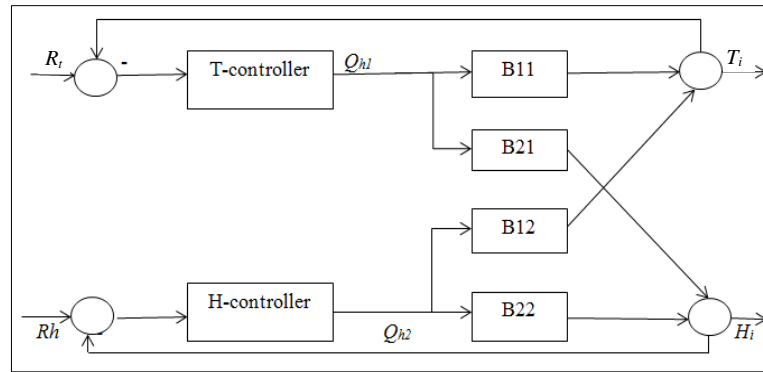 Rt - T-controller Qh1 B11 Ti
B21
B12
Rh - H-controller Qh2 B22 Hi